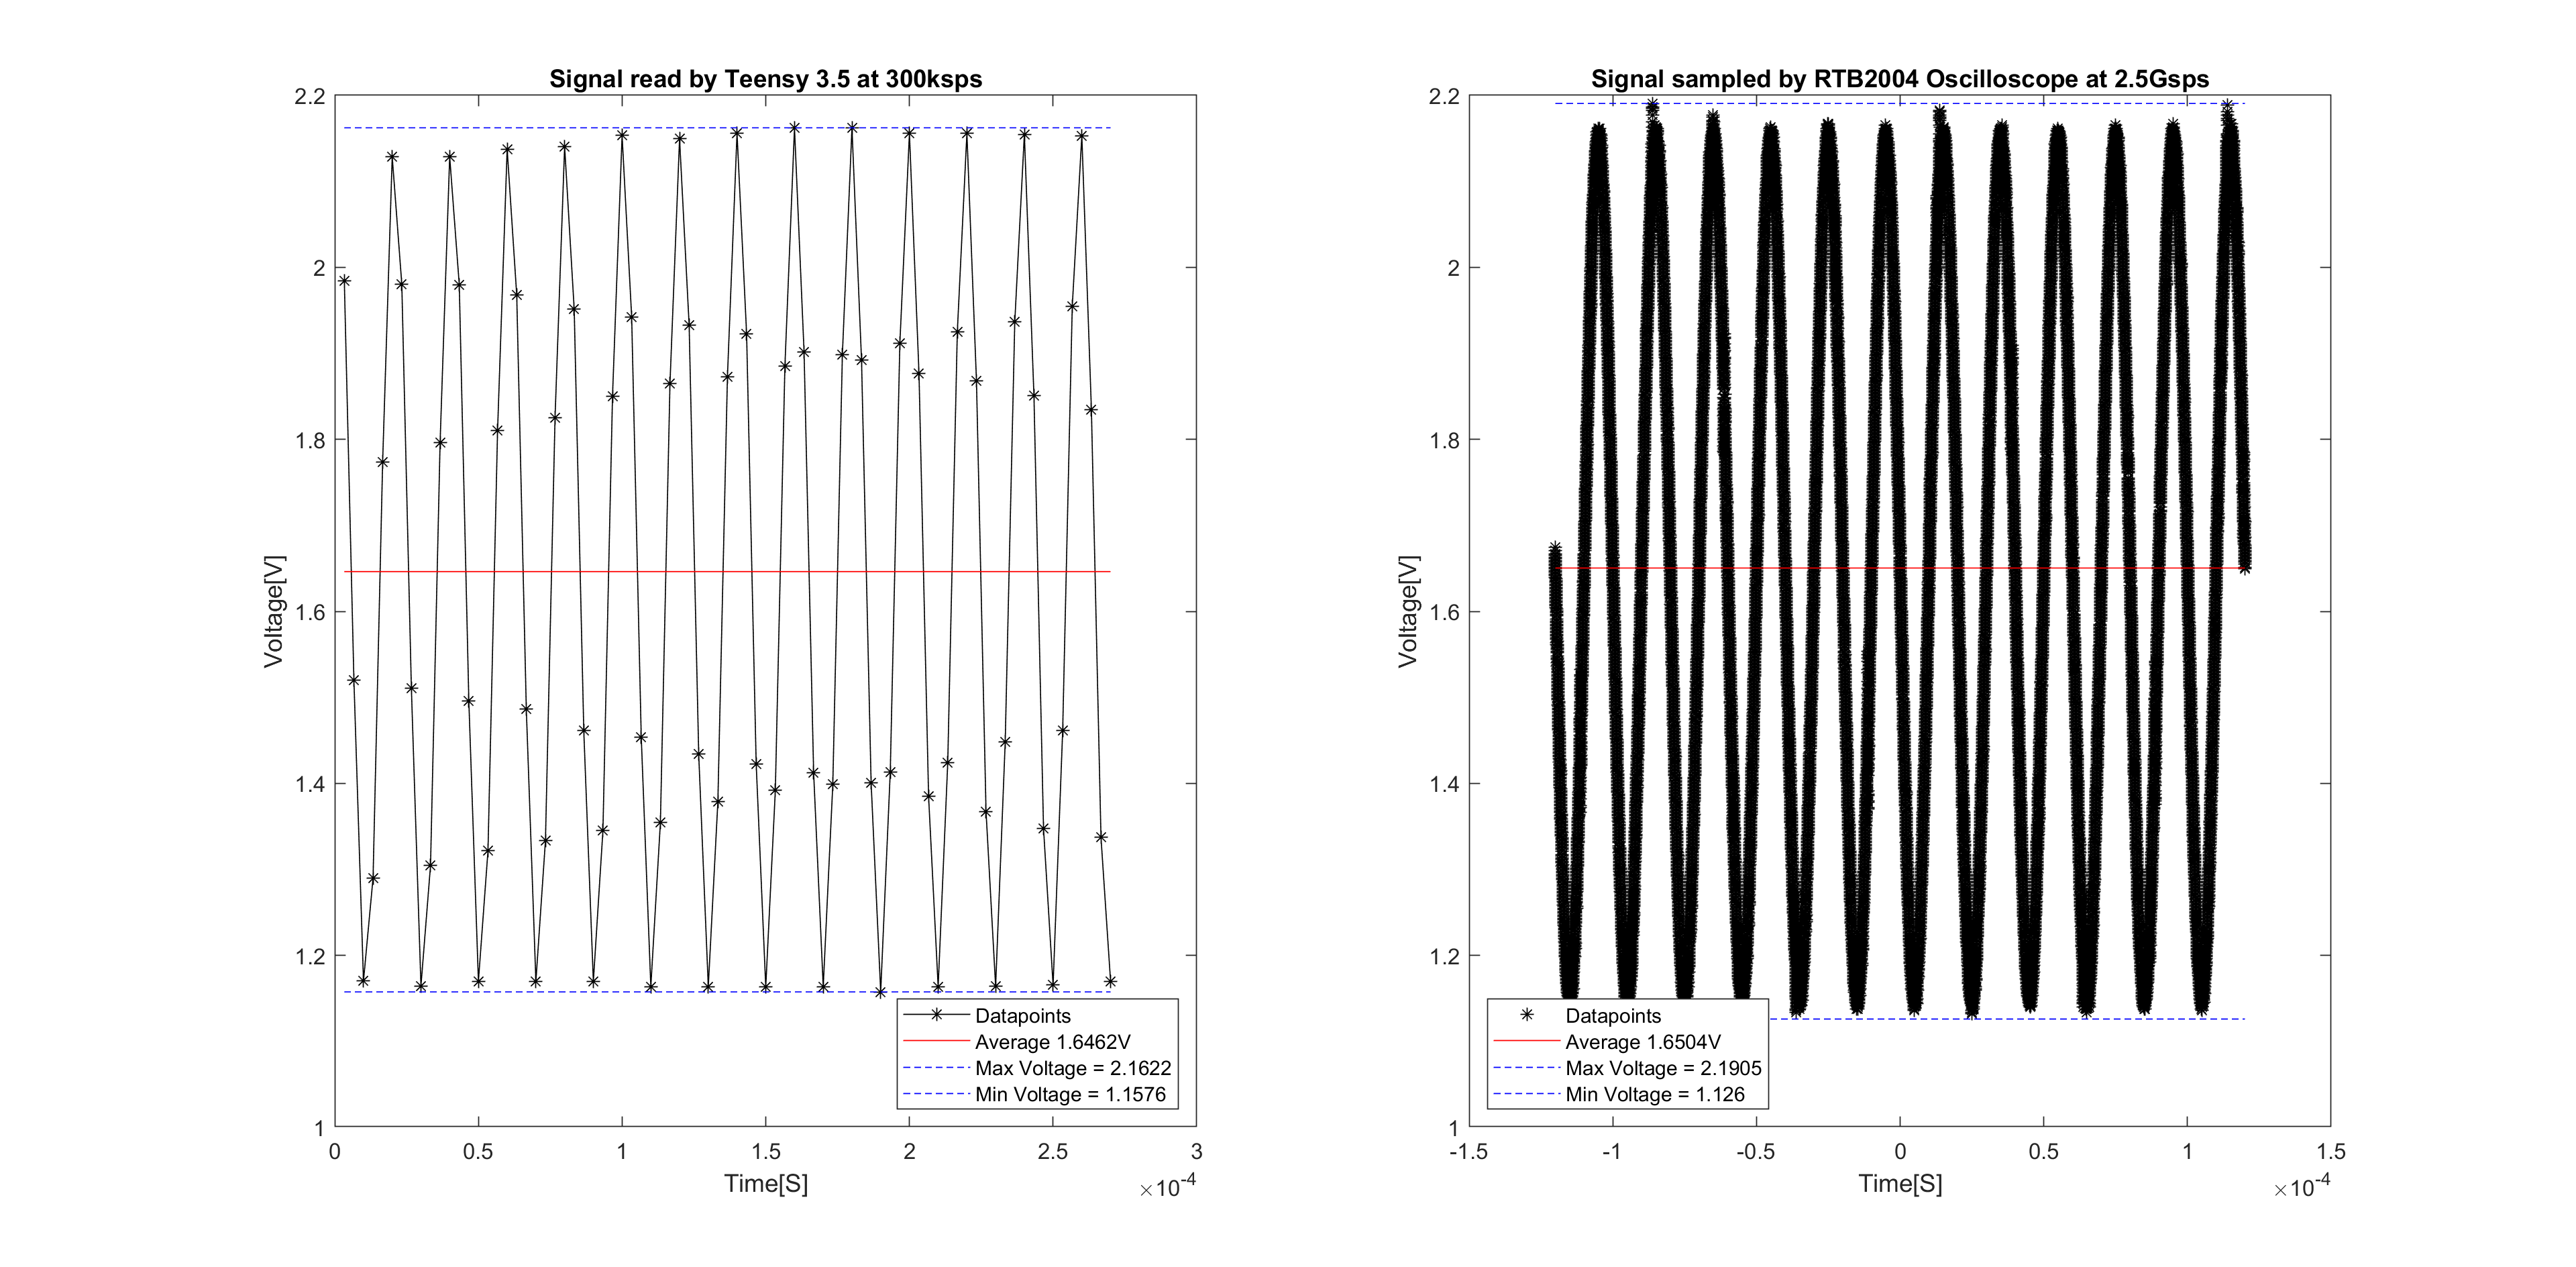 Signal read by Teensy 3.5 at 300ksps
2.2
2
1.8
1.6
1.4
1.2
1
Voltage[V]
0
0.5
1
1.5
2
2.5
3
Time[S]
×10-4
Datapoints
Average 1.6462V
Max Voltage = 2.1622
Min Voltage = 1.1576
Signal sampled by RTB2004 Oscilloscope at 2.5Gsps
2.2
2
1.8
1.6
1.4
1.2
1
Voltage[V]
-1.5
-1
-0.5
0
0.5
1
1.5
Time[S]
×10-4
Datapoints
Average 1.6504V
Max Voltage = 2.1905
Min Voltage = 1.126